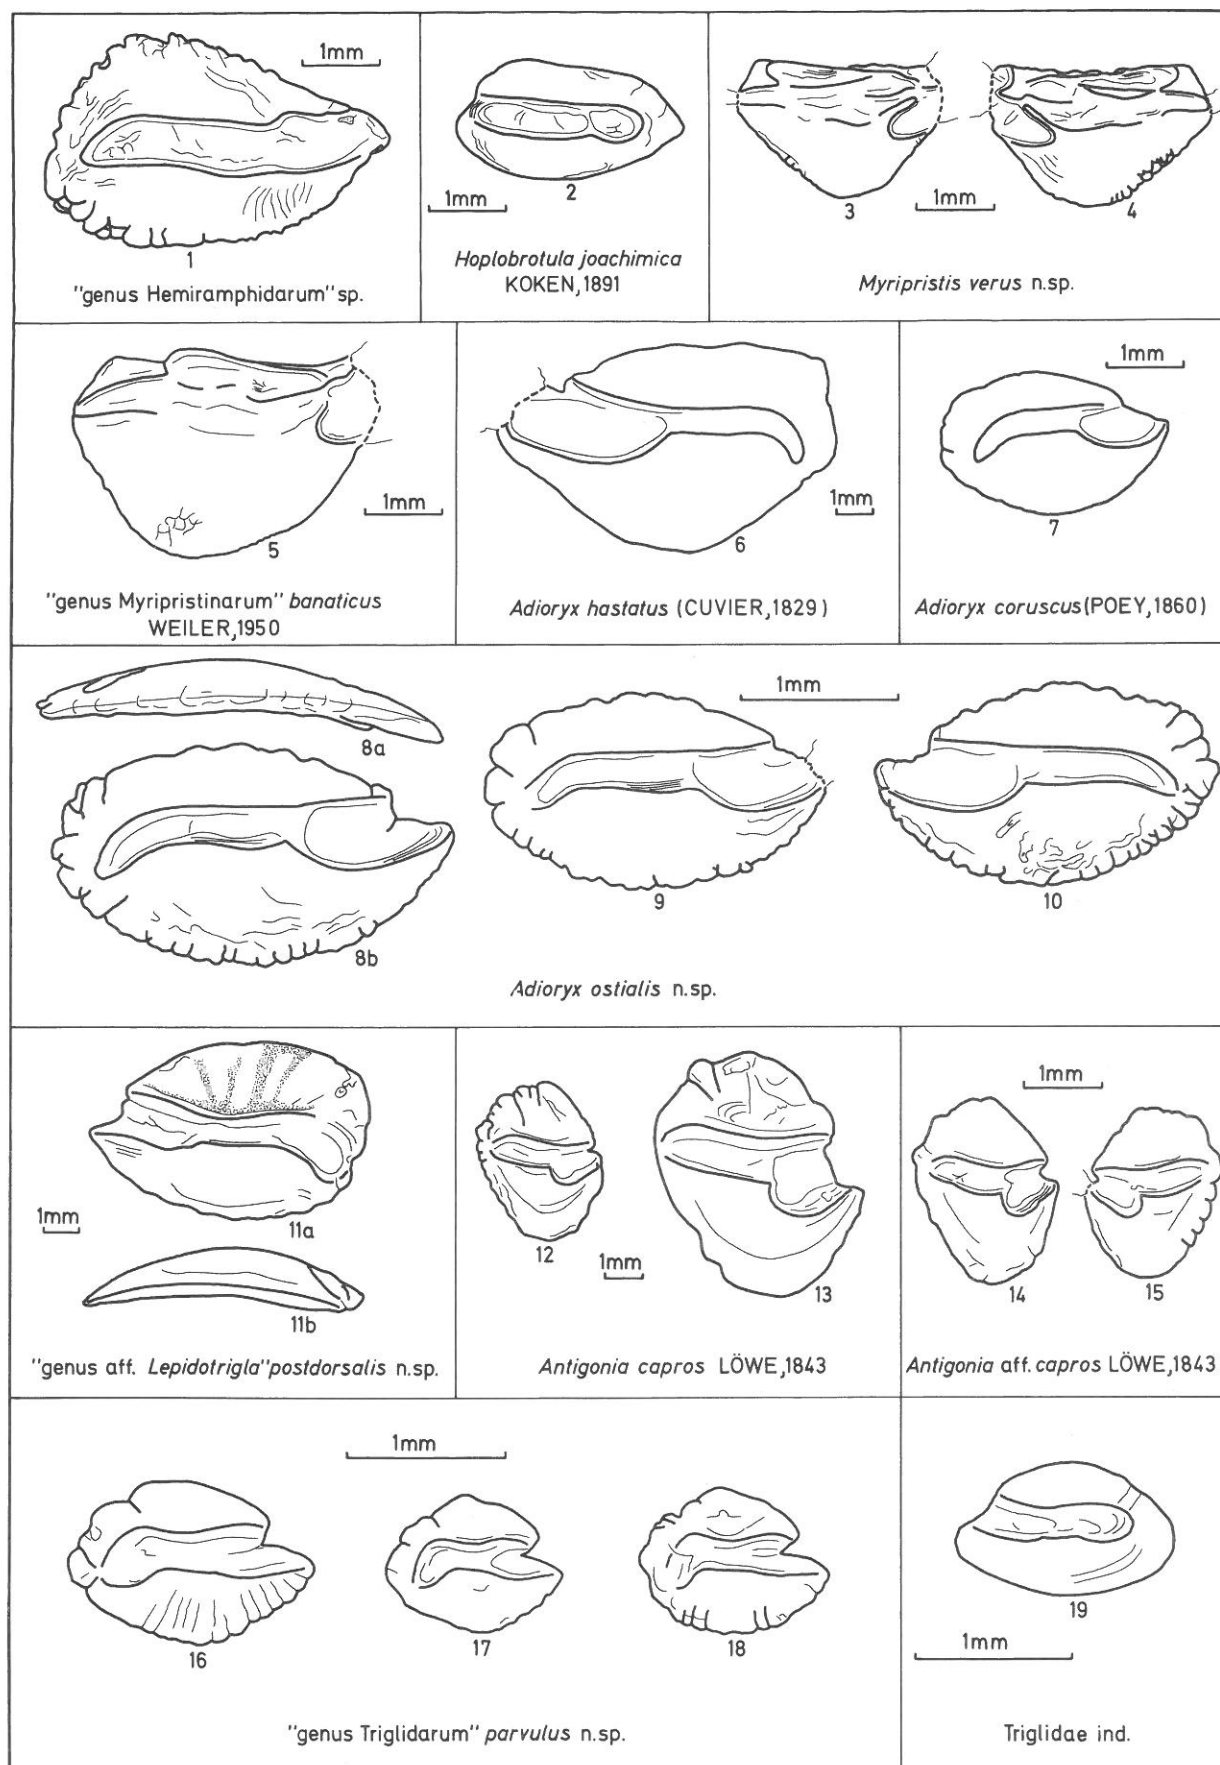 1mm
1
"genus Hemiramphidarum" sp.
1mm
2
Hoplobrotula joachimica
KOKEN,1891
3
1mm
4
Myripristis verus n.sp.
1mm
5
"genus Myripristinarum" banaticus
WEILER,1950
1mm
6
Adioryx hastatus (CUVIER,1829)
1mm
7
Adioryx coruscus (POEY,1860)
8a
8b
1mm
9
10
Adioryx ostialis n.sp.
1mm
11a
11b
"genus aff. Lepidotrigla" postdorsalis n.sp.
12
1mm
13
Antigonia capros LÖWE,1843
1mm
14
15
Antigonia aff. capros LÖWE,1843
1mm
16
17
18
"genus Triglidarum" parvulus n.sp.
19
1mm
Triglidae ind.